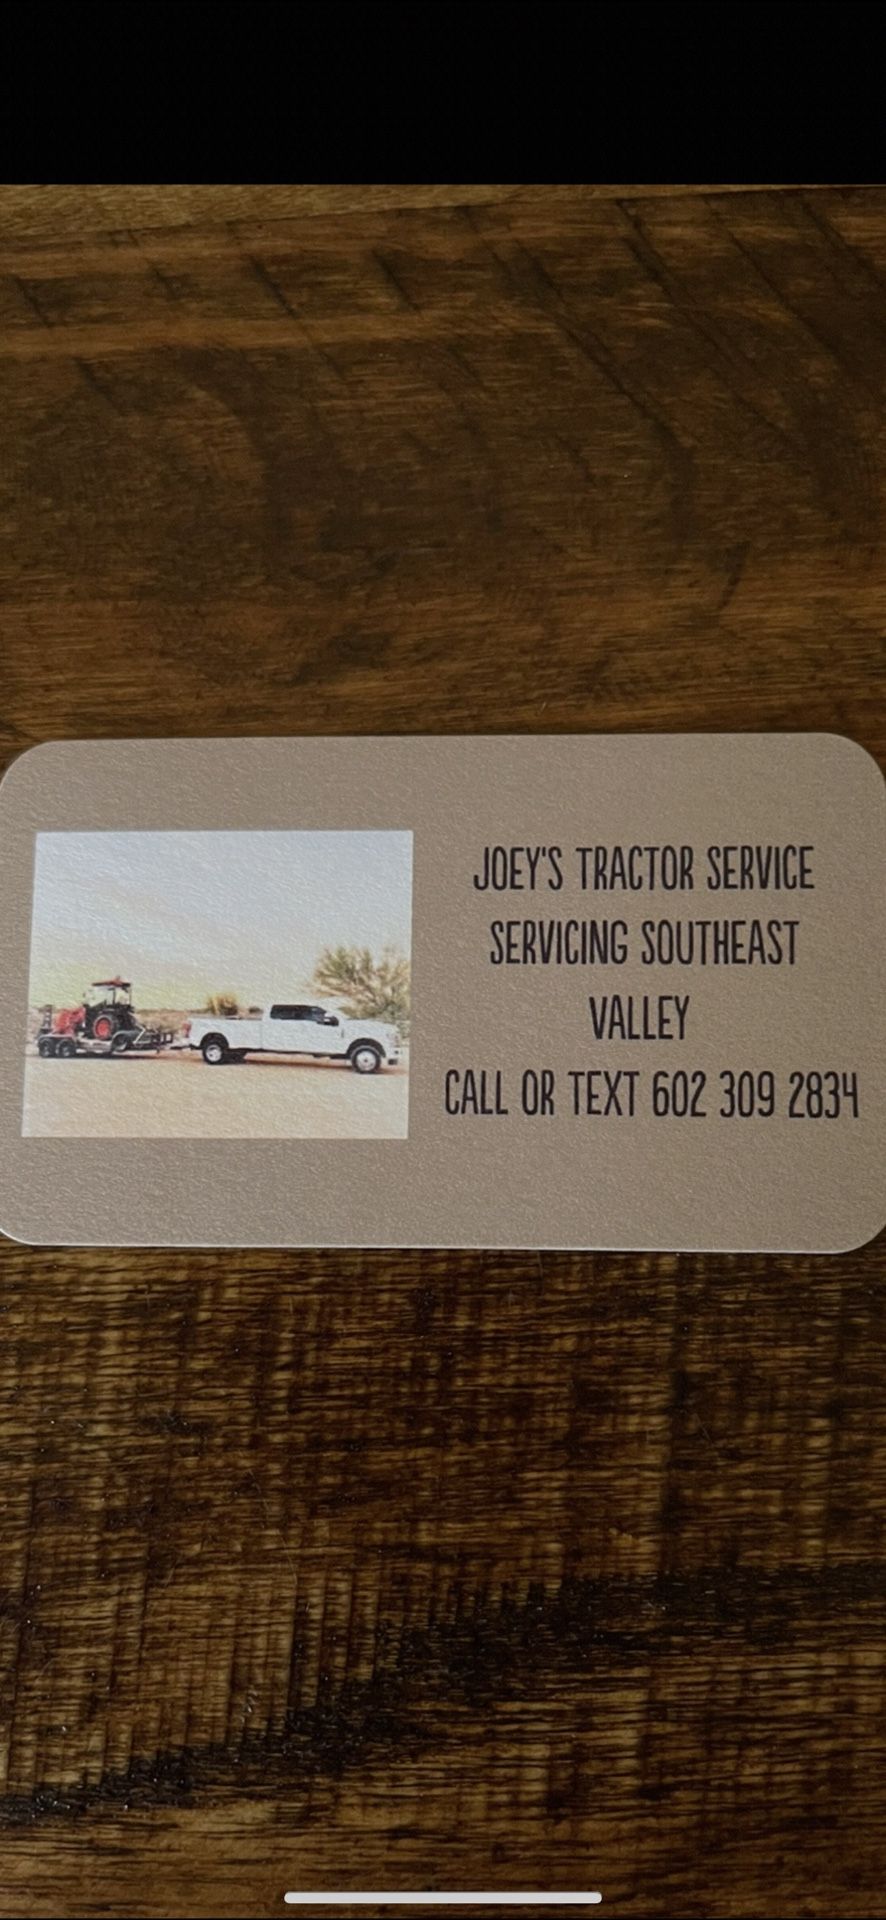 JOEY'S TRACTOR SERVICE
SERVICING SOUTHEAST
VALLEY
CALL OR TEXT 602 309 2834